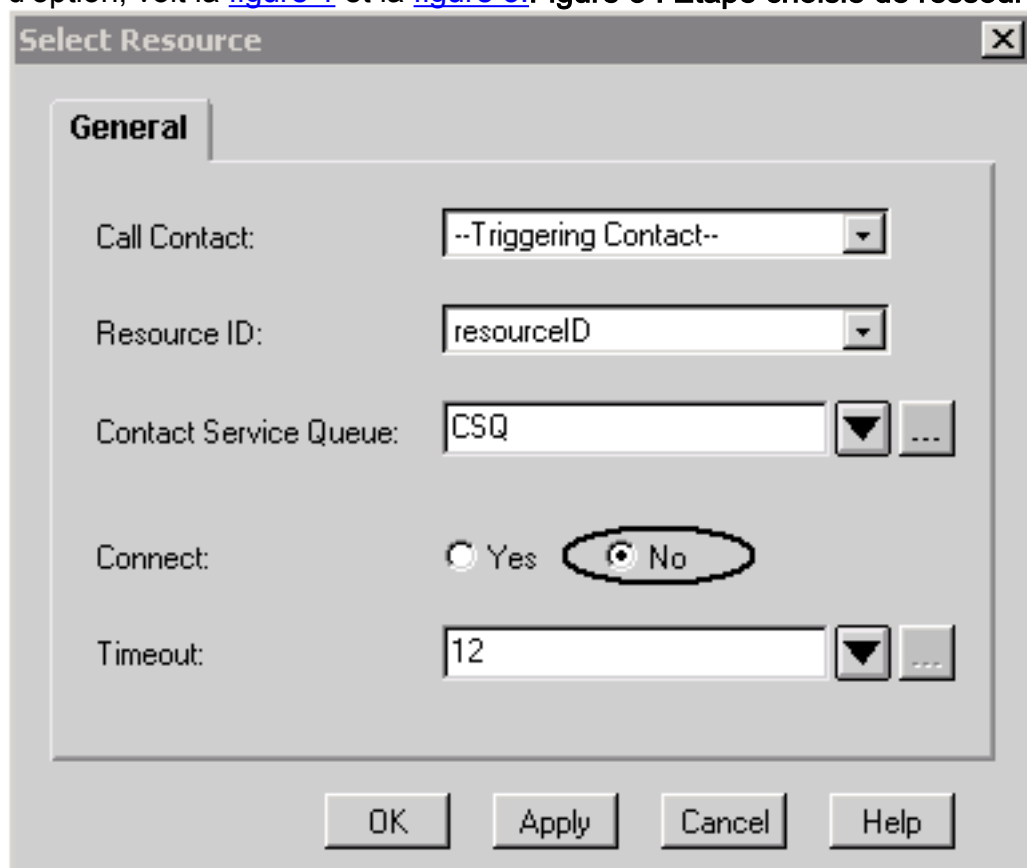 Select Resource
General
Call Contact: --Triggering Contact--
Resource ID: resourceID
Contact Service Queue: CSQ ...
Connect: Yes No
Timeout: 12 ...
OK Apply Cancel Help